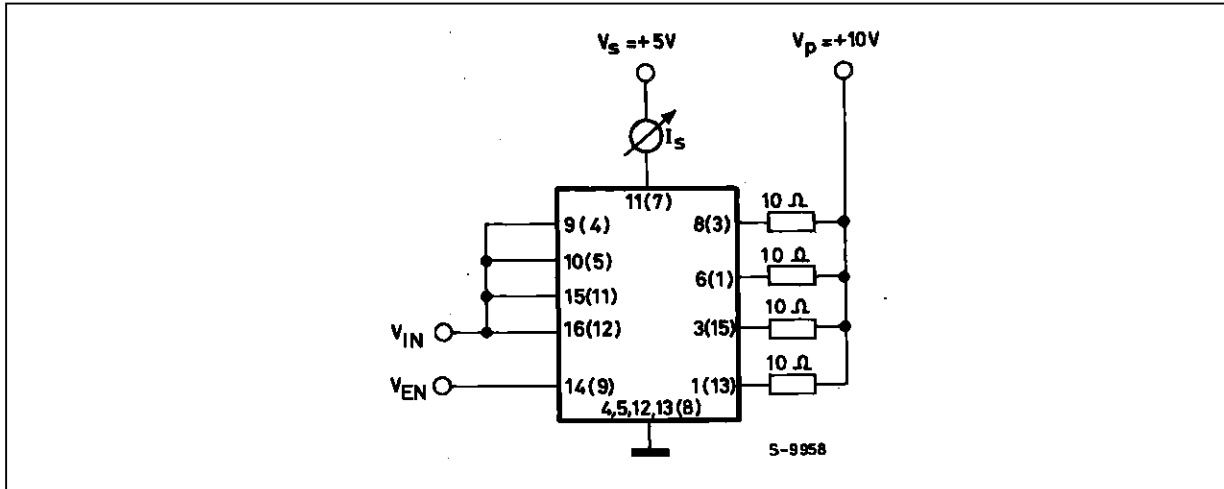 Vs=+5V
Vp=+10V
Is
11(7)
9(4)
8(3)
10 Ω
10(5)
6(1)
10 Ω
15(11)
3(15)
10 Ω
VIN
16(12)
10 Ω
VEN
14(9)
1(13)
4,5,12,13(8)
S-9958